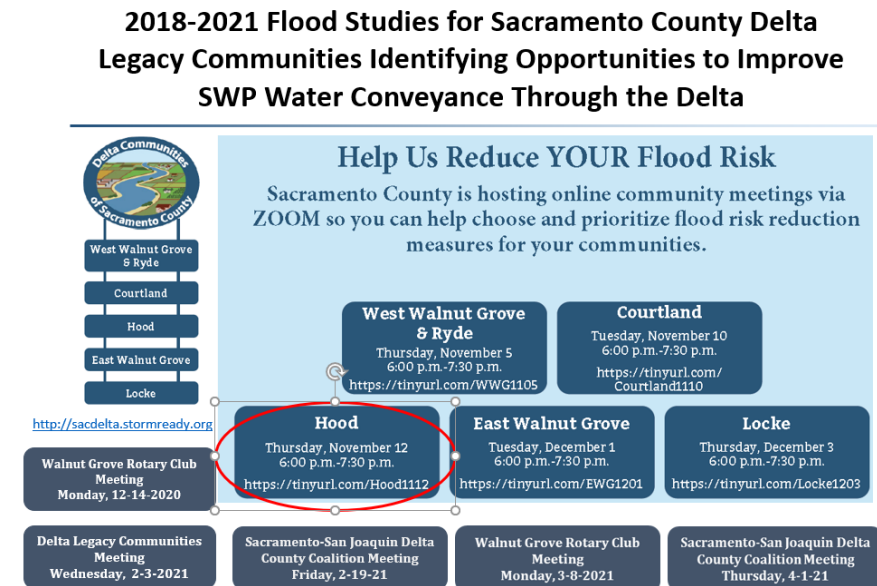 2018-2021 Flood Studies for Sacramento County Delta
Legacy Communities Identifying Opportunities to Improve
SWP Water Conveyance Through the Delta
Delta Communities
of Sacramento County
West Walnut Grove
& Ryde
Courtland
Hood
East Walnut Grove
Locke
http://sacdelta.stormready.org
Help Us Reduce YOUR Flood Risk
Sacramento County is hosting online community meetings via
ZOOM so you can help choose and prioritize flood risk reduction
measures for your communities.
West Walnut Grove
& Ryde
Thursday, November 5
6:00 p.m.-7:30 p.m.
https://tinyurl.com/WWG1105
Courtland
Tuesday, November 10
6:00 p.m.-7:30 p.m.
https://tinyurl.com/
Courtland1110
Hood
Thursday, November 12
6:00 p.m.-7:30 p.m.
https://tinyurl.com/Hood1112
East Walnut Grove
Tuesday, December 1
6:00 p.m.-7:30 p.m.
https://tinyurl.com/EWG1201
Locke
Thursday, December 3
6:00 p.m.-7:30 p.m.
https://tinyurl.com/Locke1203
Walnut Grove Rotary Club
Meeting
Monday, 12-14-2020
Delta Legacy Communities
Meeting
Wednesday, 2-3-2021
Sacramento-San Joaquin Delta
County Coalition Meeting
Friday, 2-19-21
Walnut Grove Rotary Club
Meeting
Monday, 3-8-2021
Sacramento-San Joaquin Delta
County Coalition Meeting
Thursday, 4-1-21